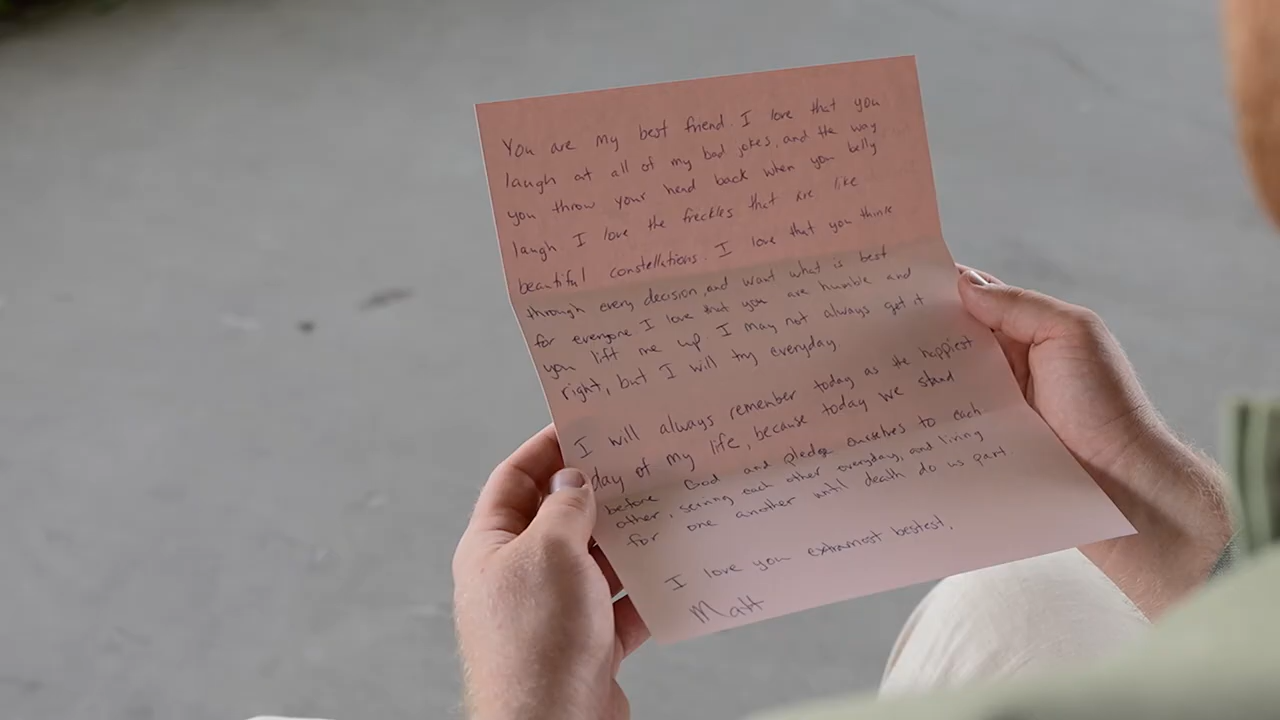 You are my best friend. I love that you
laugh at all of my bad jokes, and the way
you throw your head back when you belly
laugh. I love the freckles that are like
beautiful constellations. I love that you think
through every decision, and want what is best
for everyone. I love that you are humble and
you lift me up. I may not always get it
right, but I will try everyday.
I will always remember today as the happiest
day of my life, because today we stand
before God and pledge ourselves to each
other, serving each other everyday, and living
for one another until death do us part.
I love you extramost bestest,
Matt